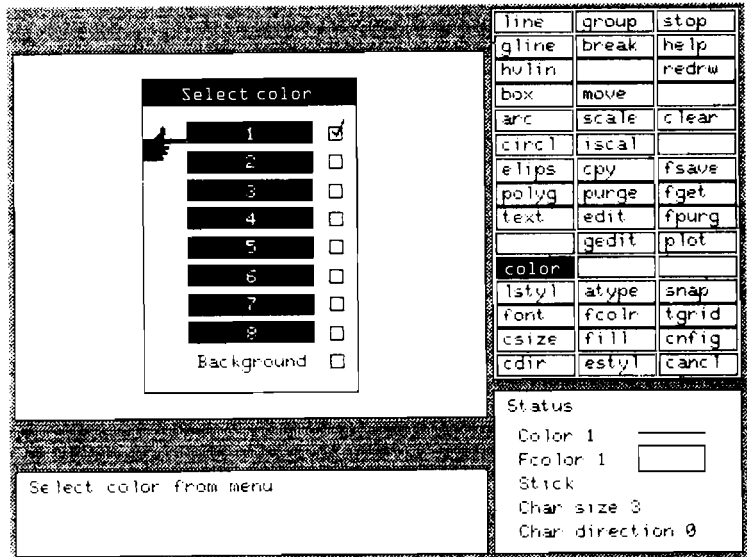 Select color
1
2
3
4
5
6
7
8
Background
line group stop
gline break help
hvlin redrw
box move
arc scale clear
circl iscal
elips cpy fsave
polyg purge fget
text edit fpurg
gedit plot
color
lstyl atype snap
font fcolr tgrid
csize fill cnfig
cdir estyl cancl
Status
Color 1
Fcolor 1
Stick
Char size 3
Char direction 0
Select color from menu